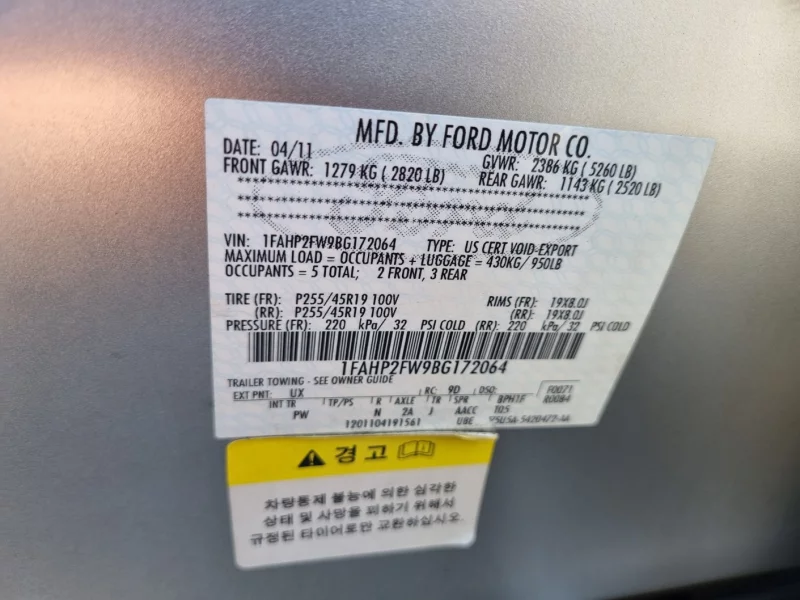 MFD. BY FORD MOTOR CO.
DATE: 04/11 GVWR: 2386 KG ( 5260 LB)
FRONT GAWR: 1279 KG ( 2820 LB) REAR GAWR: 1143 KG ( 2520 LB)
****************************************
****************************************
****************************************
VIN: 1FAHP2FW9BG172064 TYPE: US CERT VOID-EXPORT
MAXIMUM LOAD = OCCUPANTS + LUGGAGE = 430KG/ 950LB
OCCUPANTS = 5 TOTAL; 2 FRONT, 3 REAR
TIRE (FR): P255/45R19 100V RIMS (FR): 19X8.0J
(RR): P255/45R19 100V (RR): 19X8.0J
PRESSURE (FR): 220 kPa/ 32 PSI COLD (RR): 220 kPa/ 32 PSI COLD
1FAHP2FW9BG172064
TRAILER TOWING - SEE OWNER GUIDE
EXT PNT: UX RC: 9D DSO: F0071
INT TR TP/PS R AXLE TR SPR BPH1F R0084
PW N 2A J AACC TOS
1201104191561 UBE
경고
차량통제 불능에 의한 심각한
상태 및 사망을 피하기 위해서
규정된 타이어로만 교환하십시오.